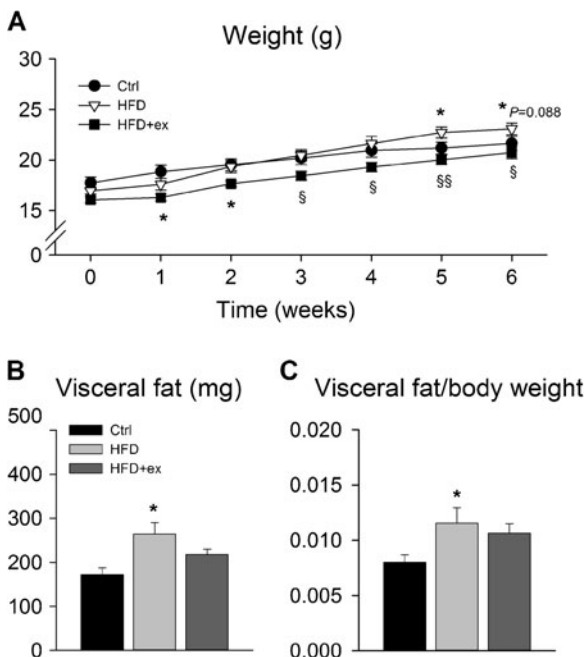 A
Weight (g)
30
25
20
15
0
Ctrl
HFD
HFD+ex
* * P=0.088
* * § § §§ §
0 1 2 3 4 5 6
Time (weeks)
B Visceral fat (mg)
500
400
300
200
100
0
Ctrl
HFD
HFD+ex
*
C Visceral fat/body weight
0.020
0.015
0.010
0.005
0.000
*